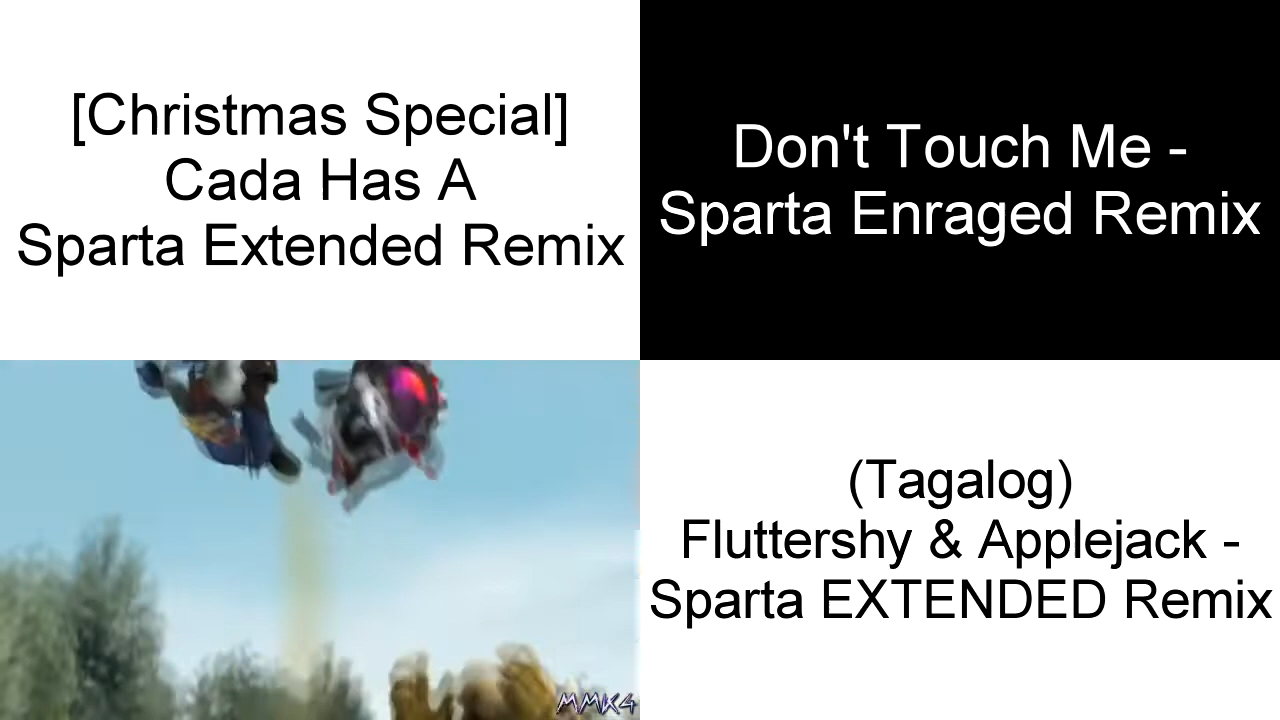 [Christmas Special]
Cada Has A
Sparta Extended Remix
Don't Touch Me -
Sparta Enraged Remix
MMK4
(Tagalog)
Fluttershy & Applejack -
Sparta EXTENDED Remix